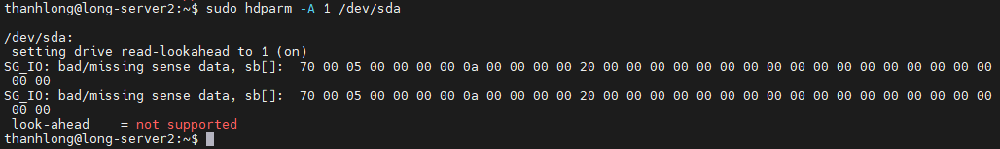 thanhlong@long-server2:~$ sudo hdparm -A 1 /dev/sda
/dev/sda:
 setting drive read-lookahead to 1 (on)
SG_IO: bad/missing sense data, sb[]:  70 00 05 00 00 00 00 0a 00 00 00 00 20 00 00 00 00 00 00 00 00 00 00 00 00 00 00 00 00 00
 00 00
SG_IO: bad/missing sense data, sb[]:  70 00 05 00 00 00 00 0a 00 00 00 00 20 00 00 00 00 00 00 00 00 00 00 00 00 00 00 00 00 00
 00 00
 look-ahead    = not supported
thanhlong@long-server2:~$